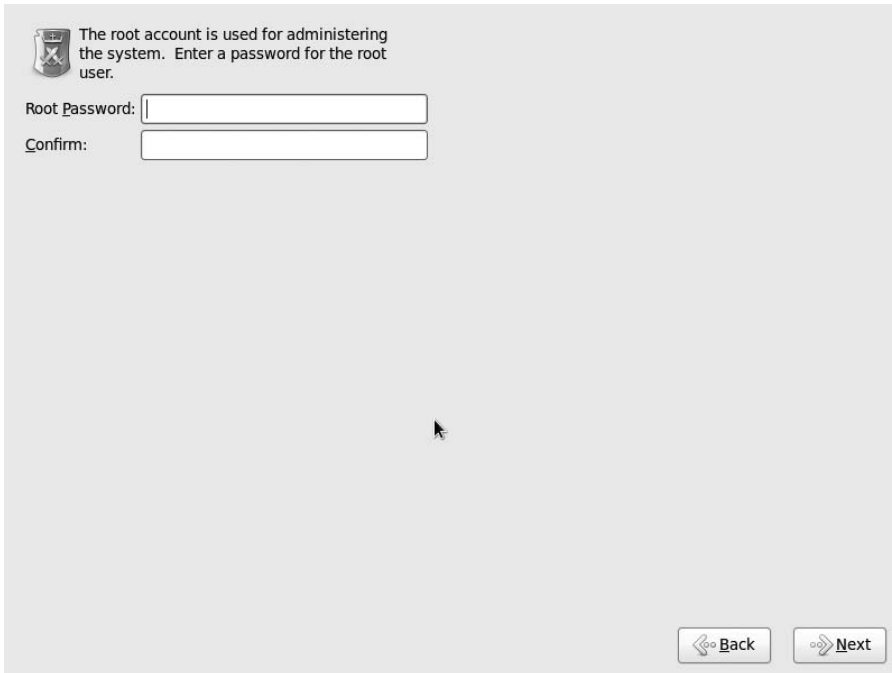 The root account is used for administering
the system.  Enter a password for the root
user.
Root Password:
Confirm:
Back
Next